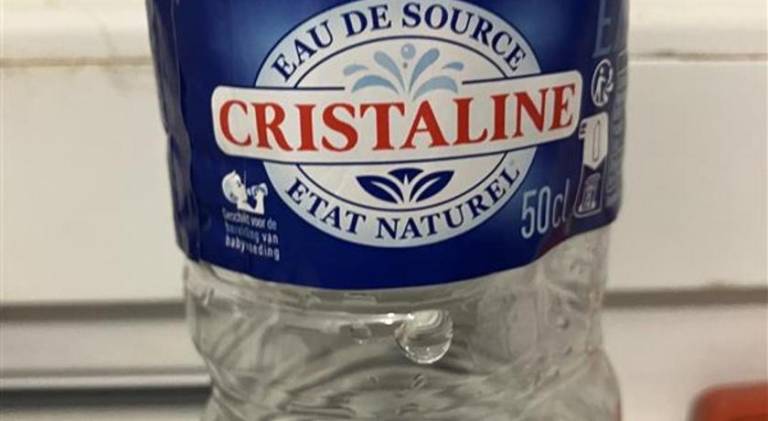 EAU DE SOURCE
CRISTALINE
ETAT NATUREL
50cl
Geschikt voor de
bereiding van
babyvoeding